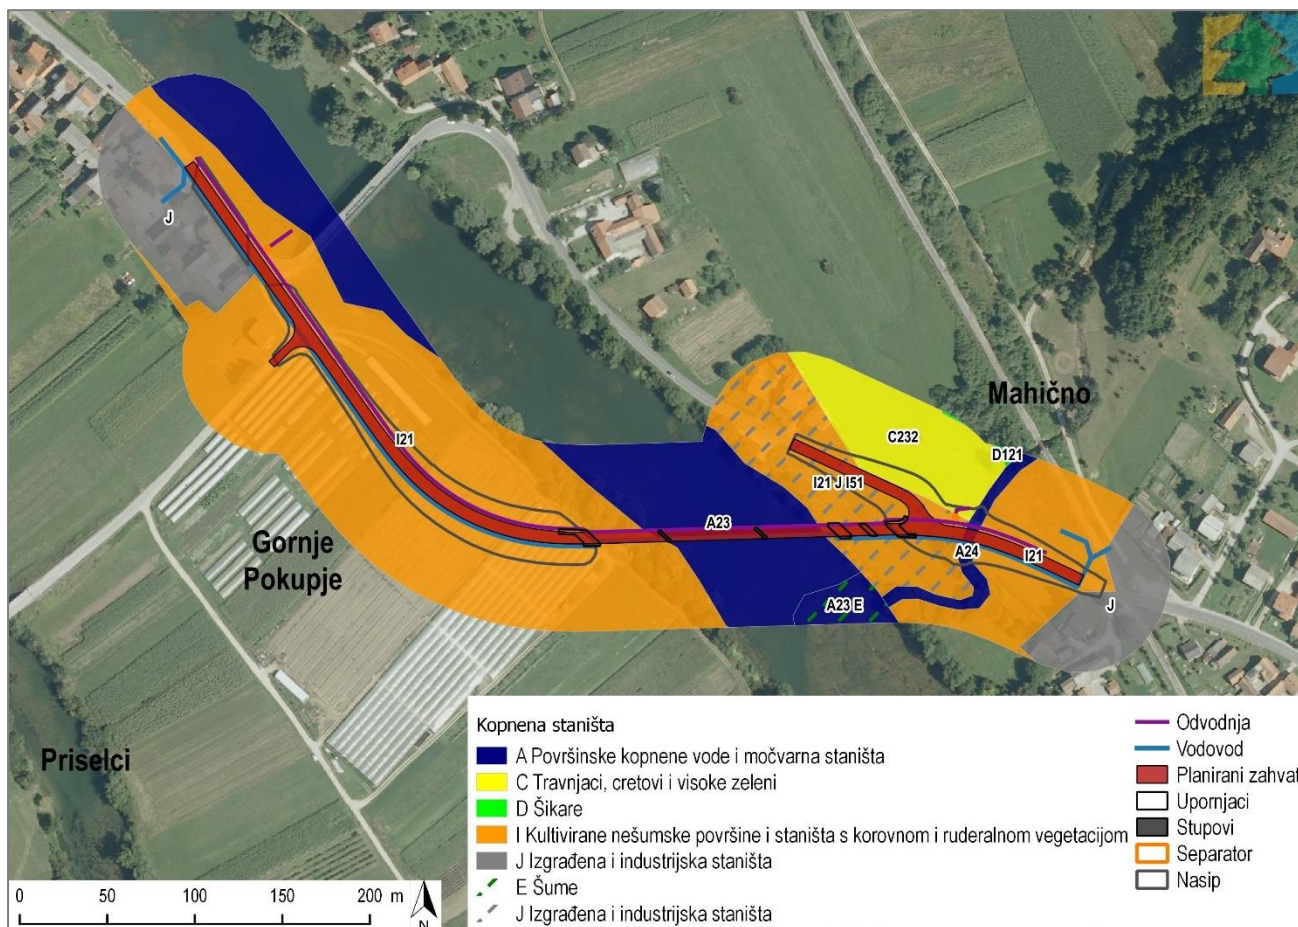 J
Mahično
C232
D121
I21
I21 J I51
A23
Gornje
Pokupje
A24
I21
A23 E
J
Priselci
Kopnena staništa
A Površinske kopnene vode i močvarna staništa
C Travnjaci, cretovi i visoke zeleni
D Šikare
I Kultivirane nešumske površine i staništa s korovnom i ruderalnom vegetacijom
J Izgrađena i industrijska staništa
E Šume
J Izgrađena i industrijska staništa
Odvodnja
Vodovod
Planirani zahvat
Upornjaci
Stupovi
Separator
Nasip
0 50 100 150 200 m
N